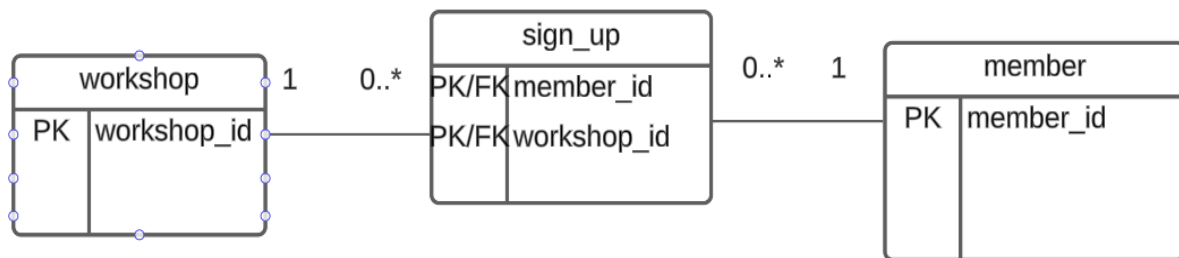 workshop
PK workshop_id
1 0..*
sign_up
PK/FK member_id
PK/FK workshop_id
0..* 1
member
PK member_id